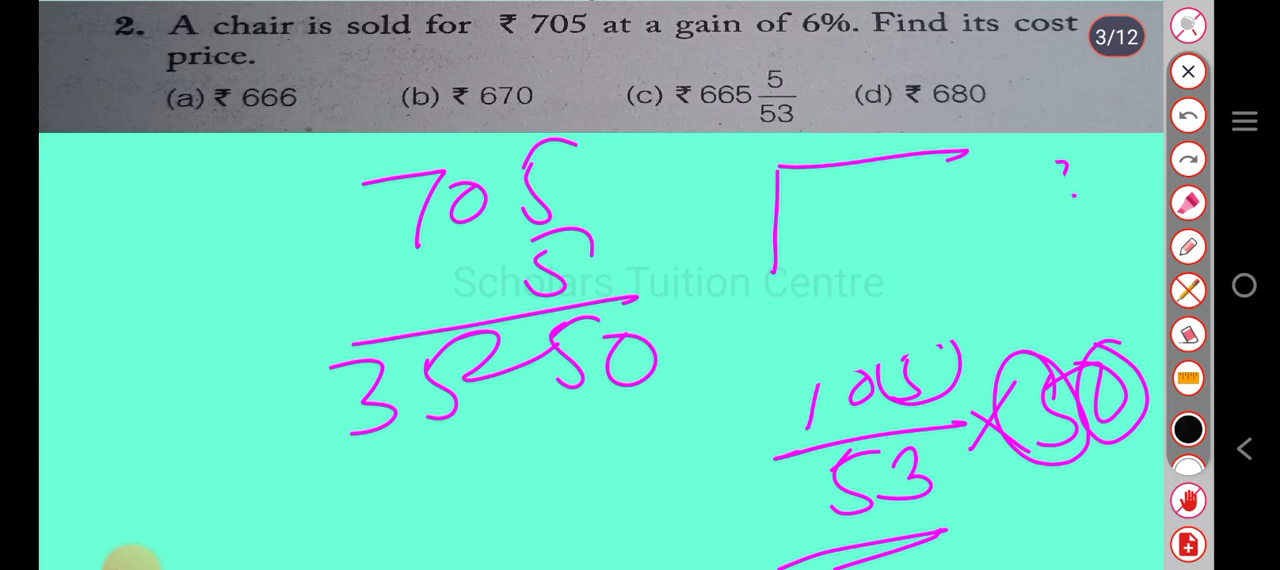 2. A chair is sold for ₹ 705 at a gain of 6%. Find its cost
price.
(a) ₹ 666 (b) ₹ 670 (c) ₹ 665 5/53 (d) ₹ 680
3/12
705
?
5
Scholars Tuition Centre
35250
53